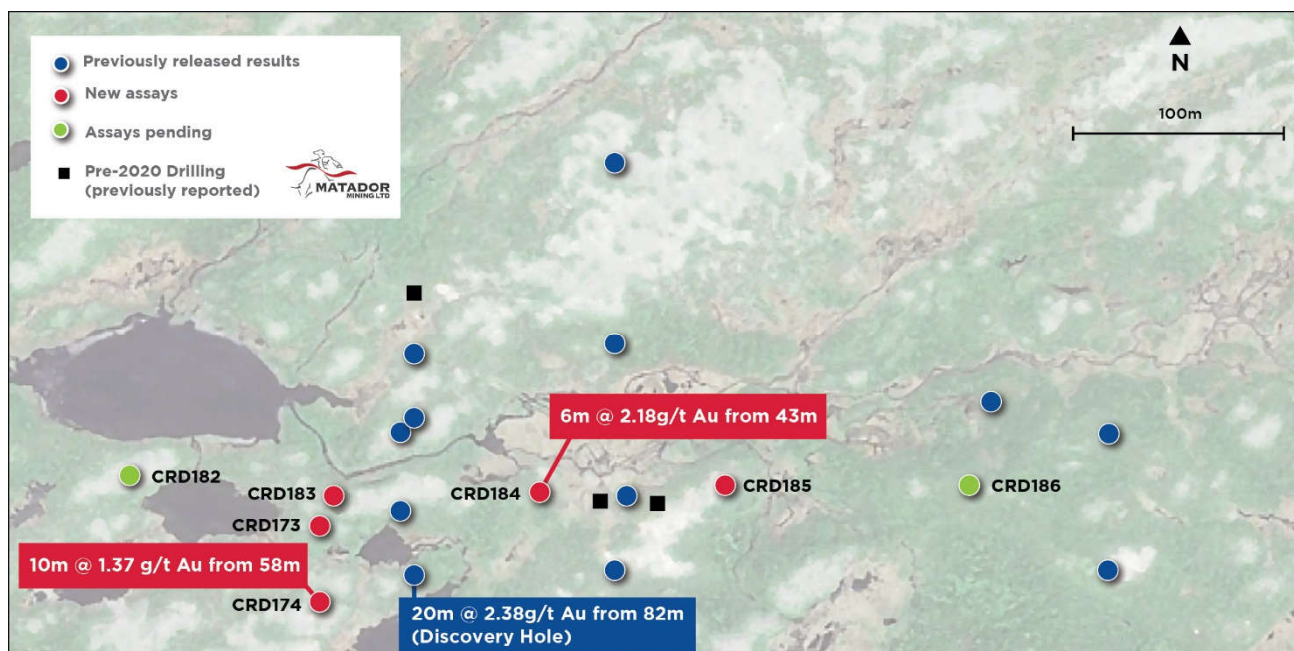 Previously released results
New assays
Assays pending
Pre-2020 Drilling
(previously reported)
MATADOR
MINING LTD
N
100m
6m @ 2.18g/t Au from 43m
CRD182
CRD183
CRD184
CRD185
CRD186
CRD173
10m @ 1.37 g/t Au from 58m
CRD174
20m @ 2.38g/t Au from 82m
(Discovery Hole)